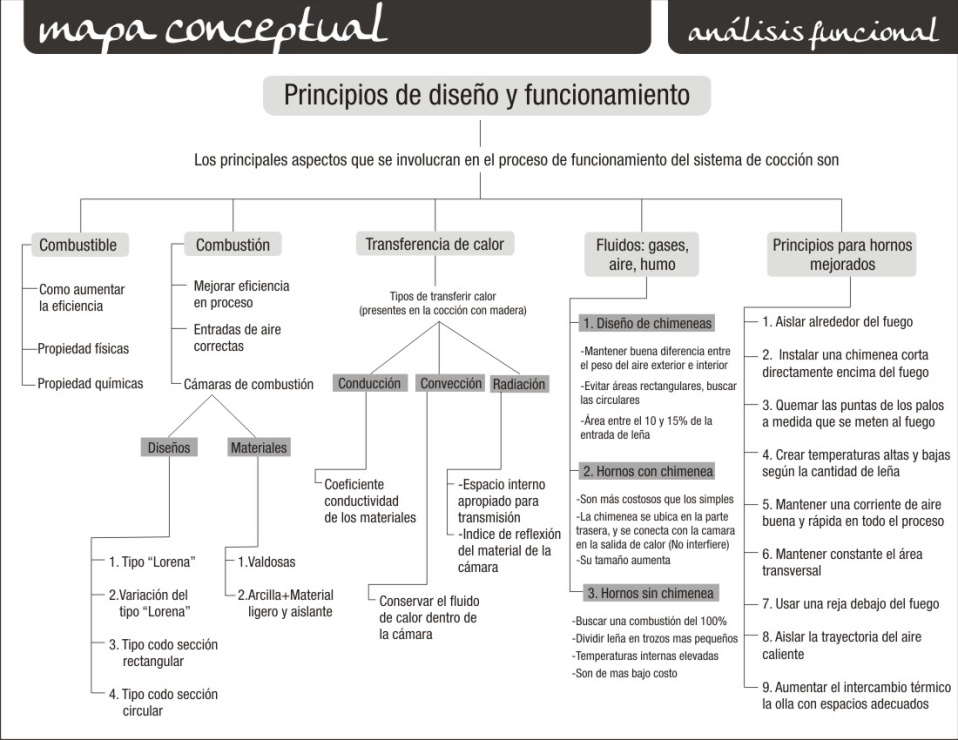 mapa conceptual
análisis funcional
Principios de diseño y funcionamiento
Los principales aspectos que se involucran en el proceso de funcionamiento del sistema de cocción son
Combustible
Como aumentar
la eficiencia
Propiedad físicas
Propiedad químicas
Combustión
Mejorar eficiencia
en proceso
Entradas de aire
correctas
Cámaras de combustión
Diseños
1. Tipo “Lorena”
2.Variación del
tipo “Lorena”
3. Tipo codo sección
rectangular
4. Tipo codo sección
circular
Materiales
1.Valdosas
2.Arcilla+Material
ligero y aislante
Transferencia de calor
Tipos de transferir calor
(presentes en la cocción con madera)
Conducción
Coeficiente
conductividad
de los materiales
Convección
Conservar el fluido
de calor dentro de
la cámara
Radiación
-Espacio interno
apropiado para
transmisión
-Indice de reflexión
del material de la
cámara
Fluidos: gases,
aire, humo
1. Diseño de chimeneas
-Mantener buena diferencia entre
el peso del aire exterior e interior
-Evitar áreas rectangulares, buscar
las circulares
-Área entre el 10 y 15% de la
entrada de leña
2. Hornos con chimenea
-Son más costosos que los simples
-La chimenea se ubica en la parte
trasera, y se conecta con la camara
en la salida de calor (No interfiere)
-Su tamaño aumenta
3. Hornos sin chimenea
-Buscar una combustión del 100%
-Dividir leña en trozos mas pequeños
-Temperaturas internas elevadas
-Son de mas bajo costo
Principios para hornos
mejorados
1. Aislar alrededor del fuego
2. Instalar una chimenea corta
directamente encima del fuego
3. Quemar las puntas de los palos
a medida que se meten al fuego
4. Crear temperaturas altas y bajas
según la cantidad de leña
5. Mantener una corriente de aire
buena y rápida en todo el proceso
6. Mantener constante el área
transversal
7. Usar una reja debajo del fuego
8. Aislar la trayectoria del aire
caliente
9. Aumentar el intercambio térmico
la olla con espacios adecuados